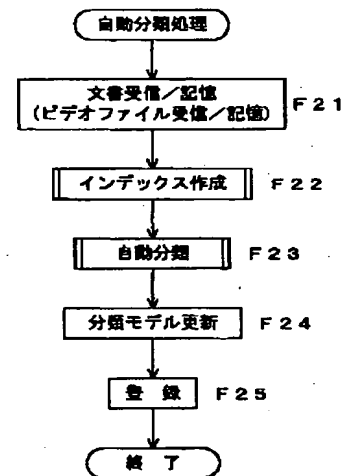 自動分類処理
文書受信／記憶
(ビデオファイル受信／記憶)
F21
インデックス作成
F22
自動分類
F23
分類モデル更新
F24
登録
F25
終了